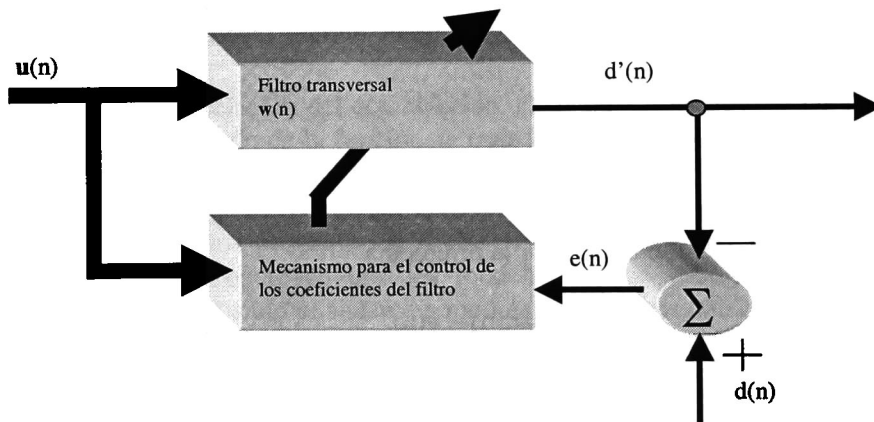 u(n)
Filtro transversal
w(n)
d'(n)
Mecanismo para el control de
los coeficientes del filtro
e(n)
—
Σ
+
d(n)